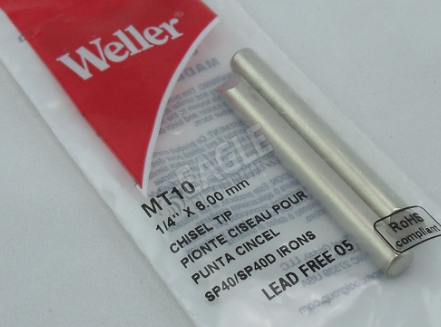 Weller
MT10
1/4" X 6.00 mm
CHISEL TIP
PIONTE CISEAU POUR
PUNTA CINCEL
SP40/SP40D IRONS
LEAD FREE 05
RoHS
compliant
EAGLE